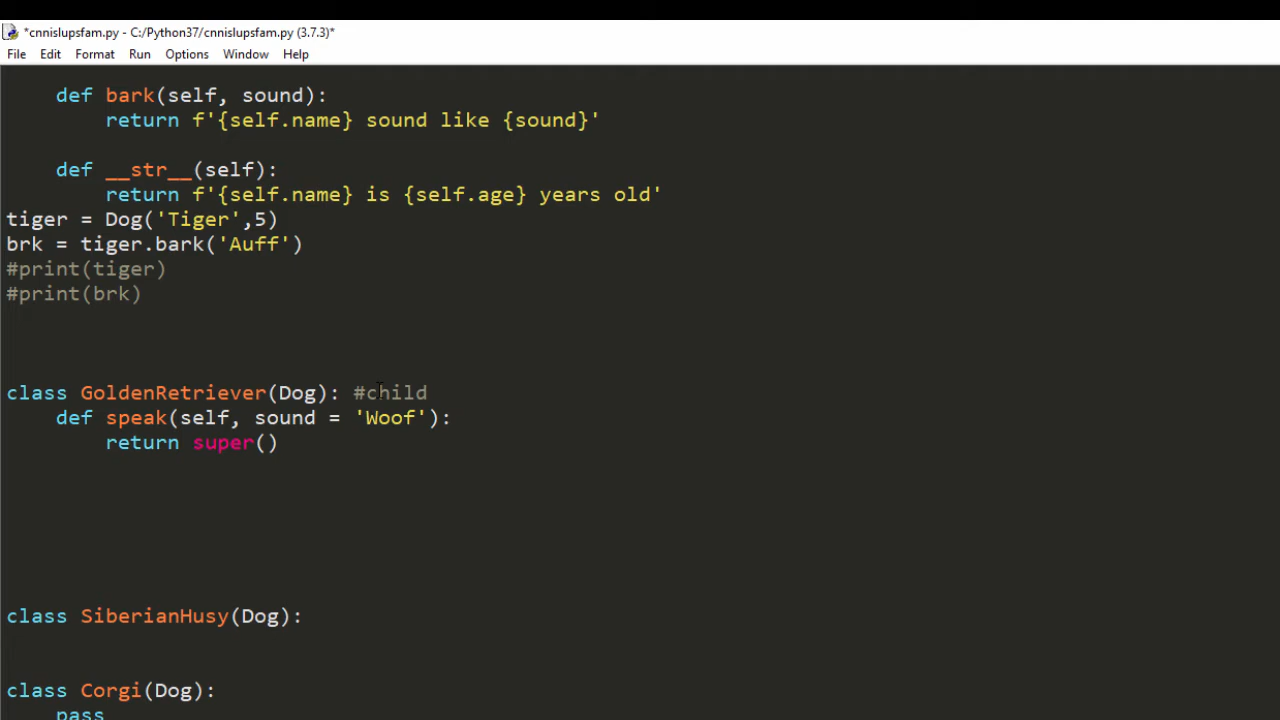 *cnnislupsfam.py - C:/Python37/cnnislupsfam.py (3.7.3)*
File Edit Format Run Options Window Help
    def bark(self, sound):
        return f'{self.name} sound like {sound}'
    def __str__(self):
        return f'{self.name} is {self.age} years old'
tiger = Dog('Tiger',5)
brk = tiger.bark('Auff')
#print(tiger)
#print(brk)
class GoldenRetriever(Dog): #child
    def speak(self, sound = 'Woof'):
        return super()
class SiberianHusy(Dog):
class Corgi(Dog):
    pass